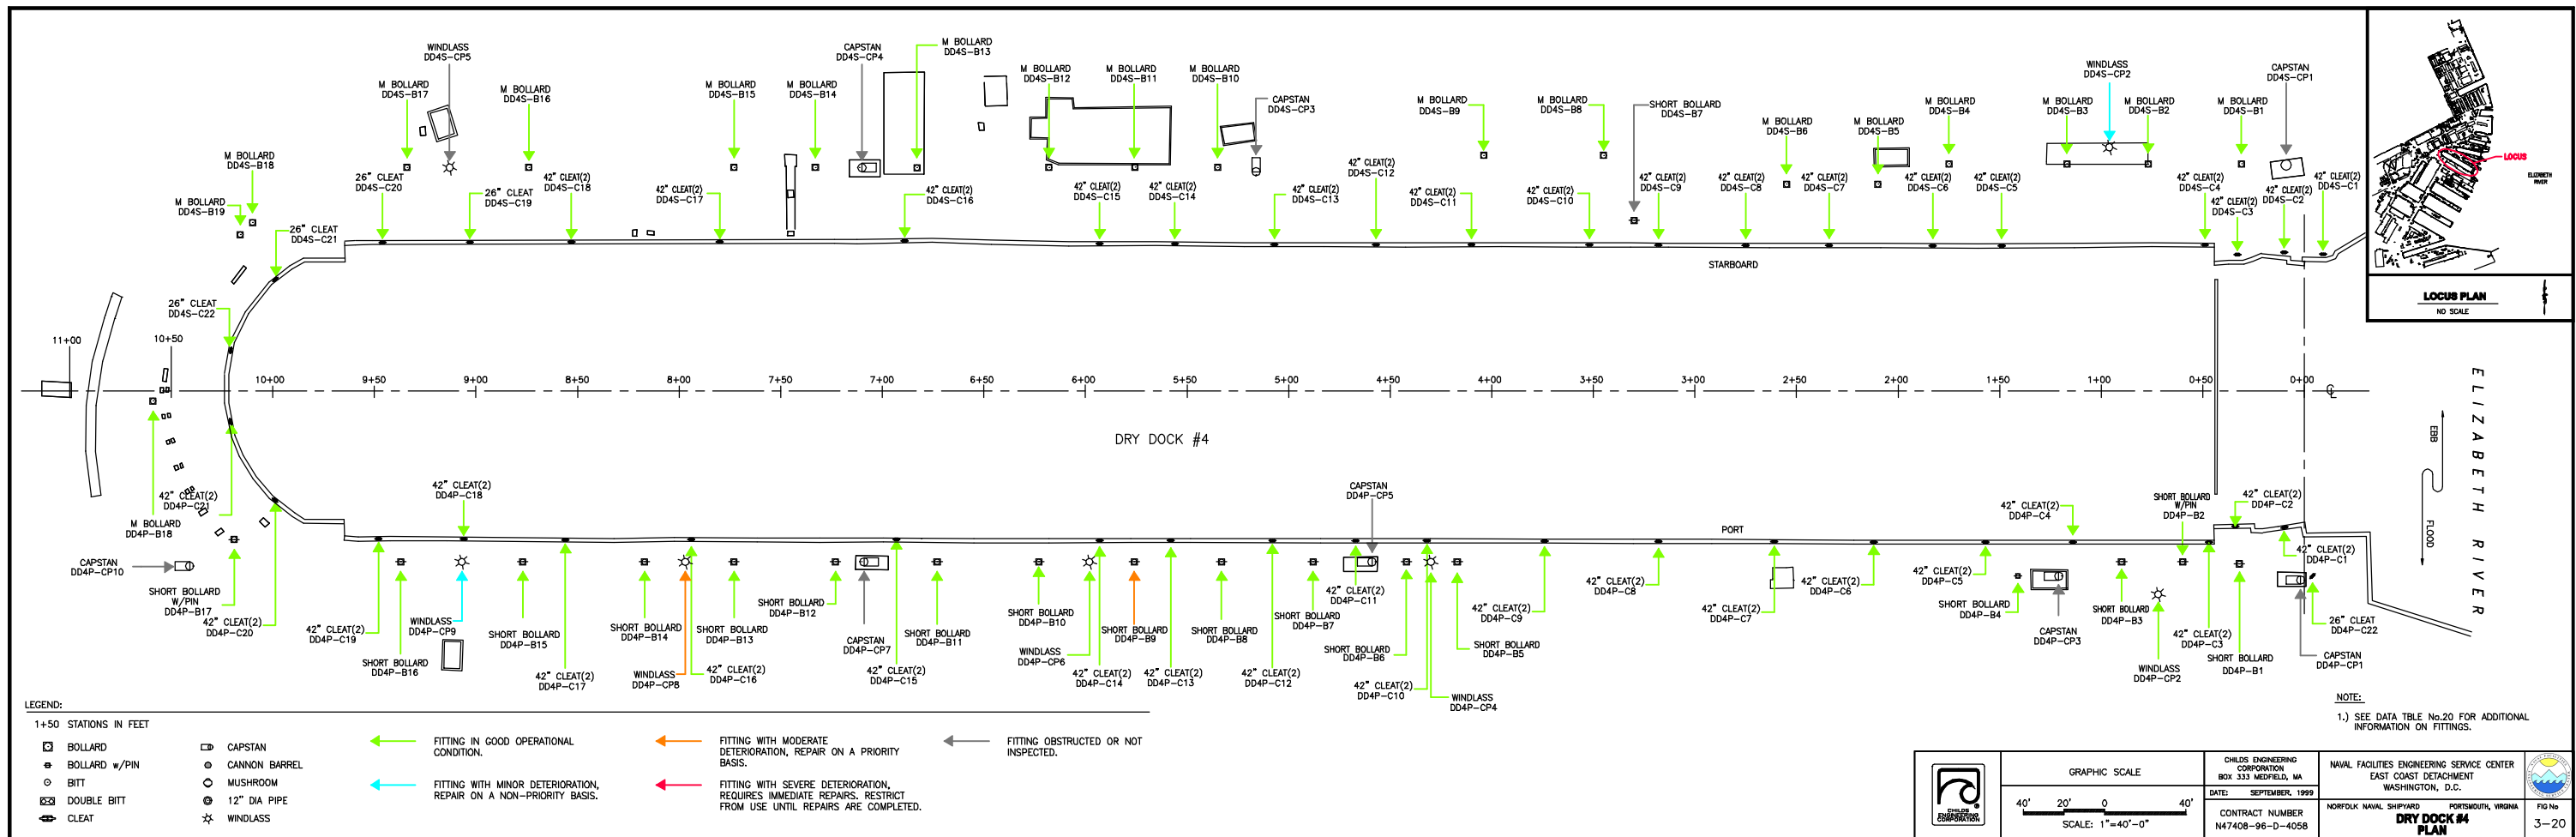 WINDLASS
DD4S-CP5
CAPSTAN
DD4S-CP4
M BOLLARD
DD4S-B13
M BOLLARD
DD4S-B17
M BOLLARD
DD4S-B16
M BOLLARD
DD4S-B15
M BOLLARD
DD4S-B14
M BOLLARD
DD4S-B12
M BOLLARD
DD4S-B11
M BOLLARD
DD4S-B10
CAPSTAN
DD4S-CP3
M BOLLARD
DD4S-B9
M BOLLARD
DD4S-B8
SHORT BOLLARD
DD4S-B7
M BOLLARD
DD4S-B6
M BOLLARD
DD4S-B5
M BOLLARD
DD4S-B4
M BOLLARD
DD4S-B3
WINDLASS
DD4S-CP2
M BOLLARD
DD4S-B2
M BOLLARD
DD4S-B1
CAPSTAN
DD4S-CP1
M BOLLARD
DD4S-B18
M BOLLARD
DD4S-B19
26" CLEAT
DD4S-C21
26" CLEAT
DD4S-C20
26" CLEAT
DD4S-C19
42" CLEAT(2)
DD4S-C18
42" CLEAT(2)
DD4S-C17
42" CLEAT(2)
DD4S-C16
42" CLEAT(2)
DD4S-C15
42" CLEAT(2)
DD4S-C14
42" CLEAT(2)
DD4S-C13
42" CLEAT(2)
DD4S-C12
42" CLEAT(2)
DD4S-C11
42" CLEAT(2)
DD4S-C10
42" CLEAT(2)
DD4S-C9
42" CLEAT(2)
DD4S-C8
42" CLEAT(2)
DD4S-C7
42" CLEAT(2)
DD4S-C6
42" CLEAT(2)
DD4S-C5
42" CLEAT(2)
DD4S-C4
42" CLEAT(2)
DD4S-C3
42" CLEAT(2)
DD4S-C2
42" CLEAT(2)
DD4S-C1
LOCUS
ELIZABETH
RIVER
LOCUS PLAN
NO SCALE
STARBOARD
26" CLEAT
DD4S-C22
11+00
10+50
10+00
9+50
9+00
8+50
8+00
7+50
7+00
6+50
6+00
5+50
5+00
4+50
4+00
3+50
3+00
2+50
2+00
1+50
1+00
0+50
0+00
DRY DOCK #4
ELIZABETH RIVER
EBB
FLOOD
PORT
42" CLEAT(2)
DD4P-C21
M BOLLARD
DD4P-B18
CAPSTAN
DD4P-CP10
SHORT BOLLARD
W/PIN
DD4P-B17
42" CLEAT(2)
DD4P-C20
42" CLEAT(2)
DD4P-C19
SHORT BOLLARD
DD4P-B16
42" CLEAT(2)
DD4P-C18
WINDLASS
DD4P-CP9
SHORT BOLLARD
DD4P-B15
42" CLEAT(2)
DD4P-C17
SHORT BOLLARD
DD4P-B14
WINDLASS
DD4P-CP8
42" CLEAT(2)
DD4P-C16
SHORT BOLLARD
DD4P-B13
SHORT BOLLARD
DD4P-B12
CAPSTAN
DD4P-CP7
42" CLEAT(2)
DD4P-C15
SHORT BOLLARD
DD4P-B11
SHORT BOLLARD
DD4P-B10
WINDLASS
DD4P-CP6
42" CLEAT(2)
DD4P-C14
SHORT BOLLARD
DD4P-B9
42" CLEAT(2)
DD4P-C13
SHORT BOLLARD
DD4P-B8
42" CLEAT(2)
DD4P-C12
SHORT BOLLARD
DD4P-B7
42" CLEAT(2)
DD4P-C11
CAPSTAN
DD4P-CP5
SHORT BOLLARD
DD4P-B6
42" CLEAT(2)
DD4P-C10
WINDLASS
DD4P-CP4
SHORT BOLLARD
DD4P-B5
42" CLEAT(2)
DD4P-C9
42" CLEAT(2)
DD4P-C8
42" CLEAT(2)
DD4P-C7
42" CLEAT(2)
DD4P-C6
42" CLEAT(2)
DD4P-C5
SHORT BOLLARD
DD4P-B4
42" CLEAT(2)
DD4P-C4
CAPSTAN
DD4P-CP3
SHORT BOLLARD
DD4P-B3
SHORT BOLLARD
W/PIN
DD4P-B2
WINDLASS
DD4P-CP2
42" CLEAT(2)
DD4P-C3
SHORT BOLLARD
DD4P-B1
42" CLEAT(2)
DD4P-C2
42" CLEAT(2)
DD4P-C1
26" CLEAT
DD4P-C22
CAPSTAN
DD4P-CP1
LEGEND:
1+50 STATIONS IN FEET
BOLLARD
BOLLARD w/PIN
BITT
DOUBLE BITT
CLEAT
CAPSTAN
CANNON BARREL
MUSHROOM
12" DIA PIPE
WINDLASS
FITTING IN GOOD OPERATIONAL
CONDITION.
FITTING WITH MINOR DETERIORATION,
REPAIR ON A NON-PRIORITY BASIS.
FITTING WITH MODERATE
DETERIORATION, REPAIR ON A PRIORITY
BASIS.
FITTING WITH SEVERE DETERIORATION,
REQUIRES IMMEDIATE REPAIRS. RESTRICT
FROM USE UNTIL REPAIRS ARE COMPLETED.
FITTING OBSTRUCTED OR NOT
INSPECTED.
NOTE:
1.) SEE DATA TBLE No.20 FOR ADDITIONAL
INFORMATION ON FITTINGS.
CHILDS
ENGINEERING
CORPORATION
GRAPHIC SCALE
40' 20' 0 40'
SCALE: 1"=40'-0"
CHILDS ENGINEERING
CORPORATION
BOX 333 MEDFIELD, MA
DATE: SEPTEMBER, 1999
CONTRACT NUMBER
N47408-96-D-4058
NAVAL FACILITIES ENGINEERING SERVICE CENTER
EAST COAST DETACHMENT
WASHINGTON, D.C.
NORFOLK NAVAL SHIPYARD PORTSMOUTH, VIRGINIA
DRY DOCK #4
PLAN
FIG No
3-20